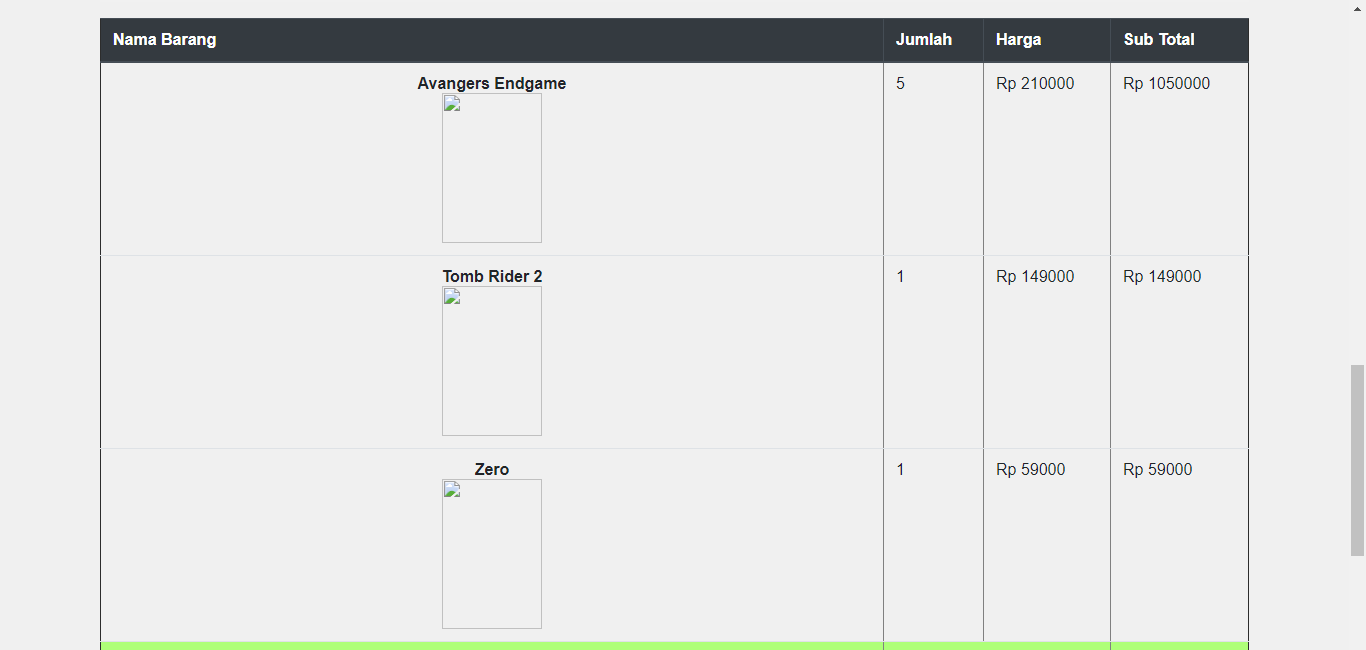 Nama Barang Jumlah Harga Sub Total
Avangers Endgame 5 Rp 210000 Rp 1050000
Tomb Rider 2 1 Rp 149000 Rp 149000
Zero 1 Rp 59000 Rp 59000